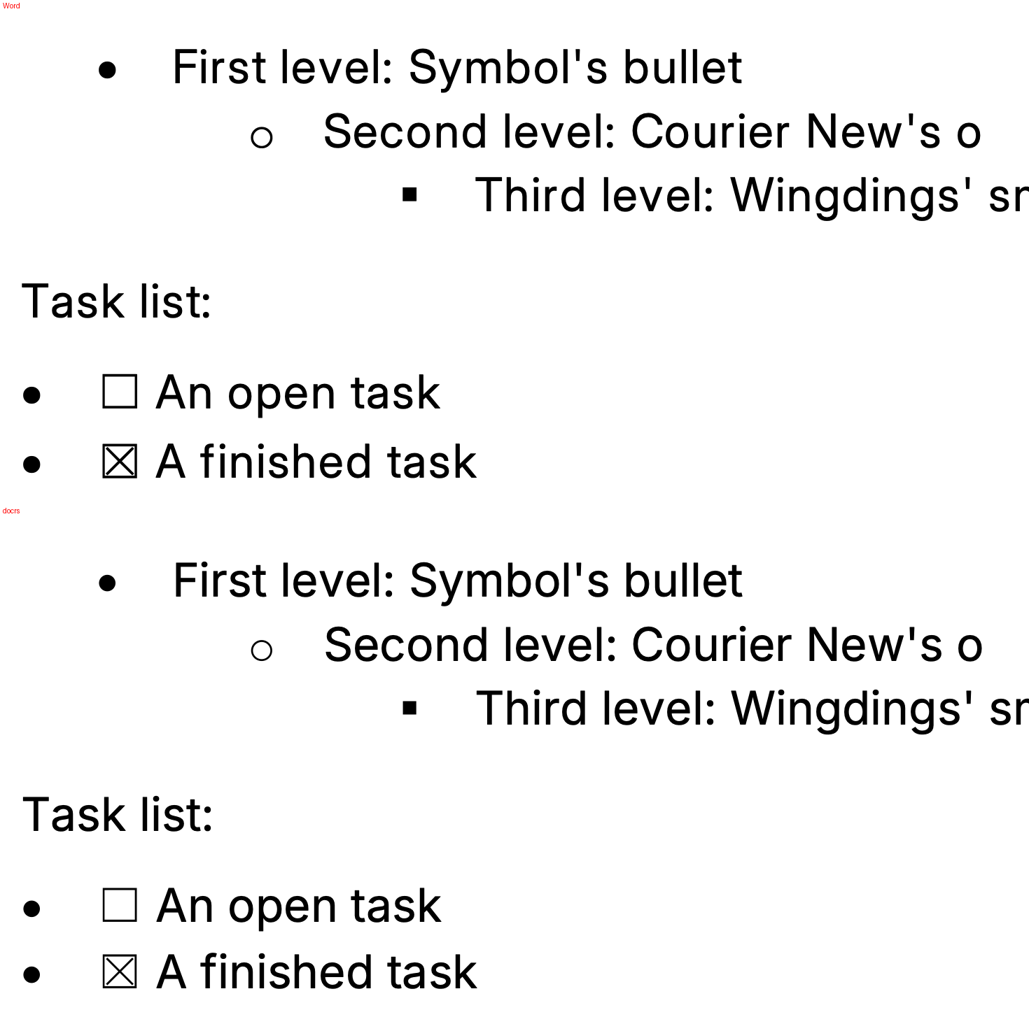 Word
• First level: Symbol's bullet
○ Second level: Courier New's o
▪ Third level: Wingdings'
Task list:
• ☐ An open task
• ☒ A finished task
docrs
• First level: Symbol's bullet
○ Second level: Courier New's o
▪ Third level: Wingdings'
Task list:
• ☐ An open task
• ☒ A finished task